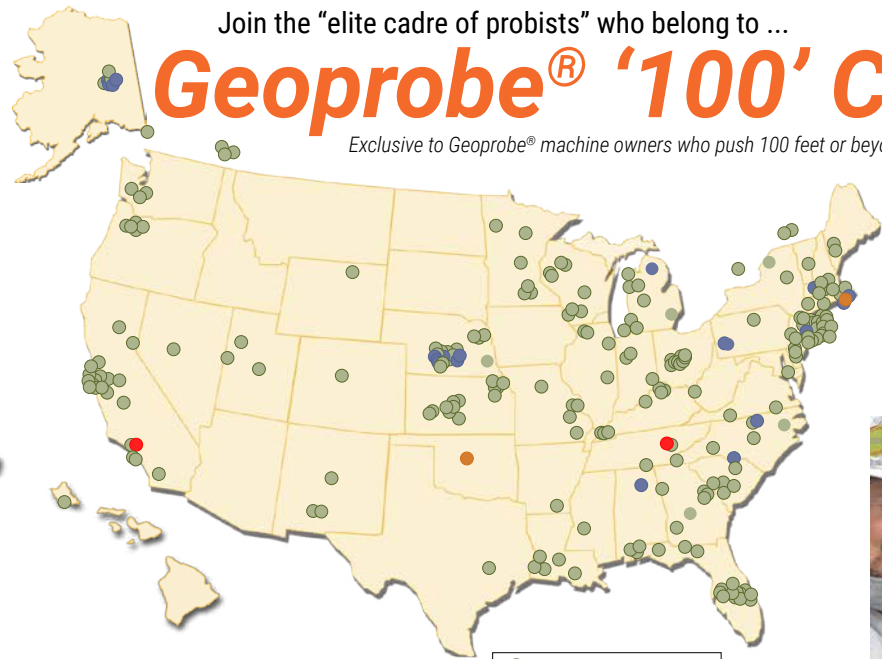 Join the “elite cadre of probists” who belong to ...
Geoprobe® ‘100’ C
Exclusive to Geoprobe® machine owners who push 100 feet or beyo